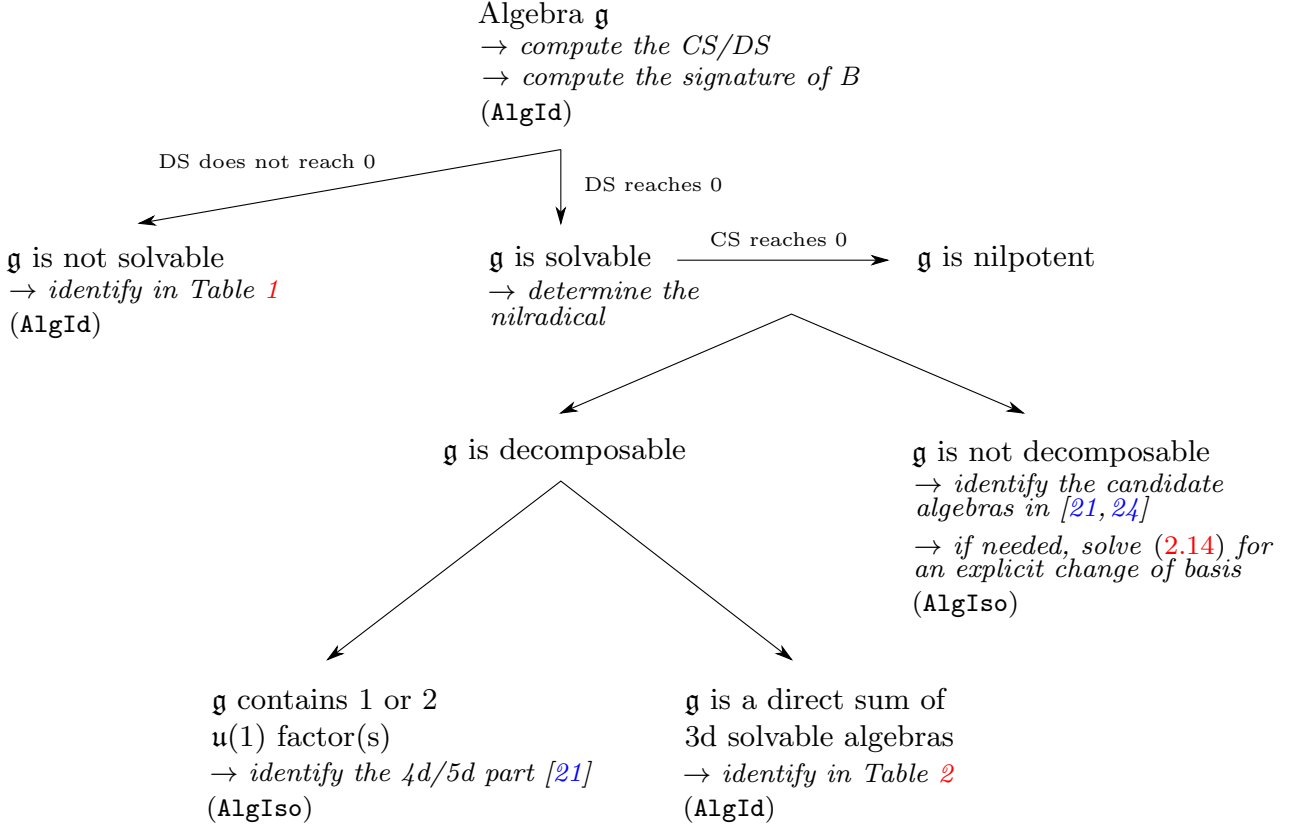 Algebra 𝔤
→ compute the CS/DS
→ compute the signature of B
(AlgId)
DS does not reach 0
DS reaches 0
𝔤 is not solvable
→ identify in Table 1
(AlgId)
𝔤 is solvable
→ determine the
nilradical
CS reaches 0
𝔤 is nilpotent
𝔤 is decomposable
𝔤 is not decomposable
→ identify the candidate
algebras in [21, 24]
→ if needed, solve (2.14) for
an explicit change of basis
(AlgIso)
𝔤 contains 1 or 2
𝔲(1) factor(s)
→ identify the 4d/5d part [21]
(AlgIso)
𝔤 is a direct sum of
3d solvable algebras
→ identify in Table 2
(AlgId)